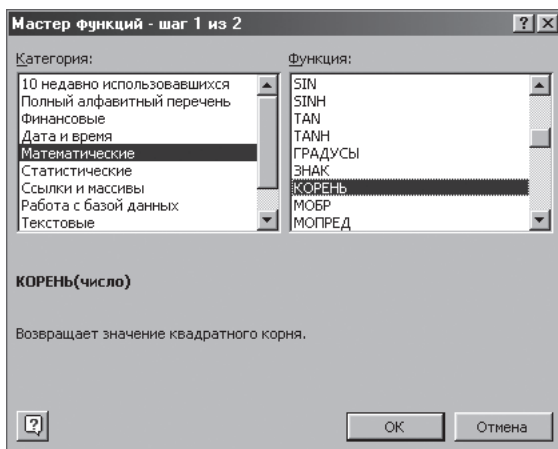 Мастер функций - шаг 1 из 2
Категория:
10 недавно использовавшихся
Полный алфавитный перечень
Финансовые
Дата и время
Математические
Статистические
Ссылки и массивы
Работа с базой данных
Текстовые
Функция:
SIN
SINH
TAN
TANH
ГРАДУСЫ
ЗНАК
КОРЕНЬ
МОБР
МОПРЕД
КОРЕНЬ(число)
Возвращает значение квадратного корня.
OK
Отмена